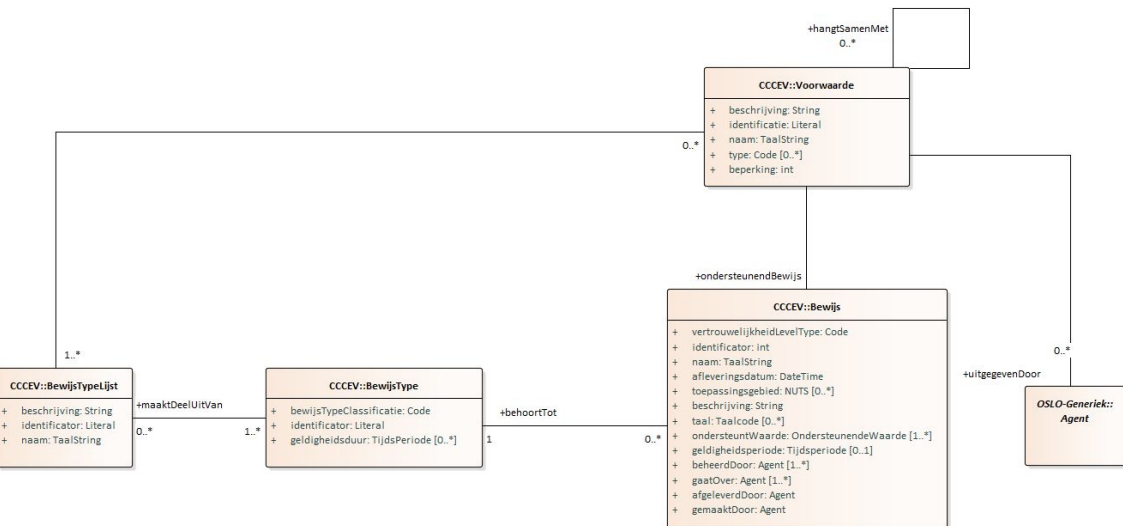 +hangtSamenMet
0..*
CCCEV::Voorwaarde
+ beschrijving: String
+ identificatie: Literal
+ naam: TaalString
+ type: Code [0..*]
+ beperking: int
0..*
+ondersteunendBewijs
1..*
CCCEV::BewijsTypeLijst
+ beschrijving: String
+ identificator: Literal
+ naam: TaalString
+maaktDeelUitVan
0..*
1..*
CCCEV::BewijsType
+ bewijsTypeClassificatie: Code
+ identificator: Literal
+ geldigheidsduur: TijdsPeriode [0..*]
+behoortTot
1
0..*
CCCEV::Bewijs
+ vertrouwelijkheidLevelType: Code
+ identificator: int
+ naam: TaalString
+ afleveringsdatum: DateTime
+ toepassingsgebied: NUTS [0..*]
+ beschrijving: String
+ taal: Taalcode [0..*]
+ ondersteuntWaarde: OndersteunendeWaarde [1..*]
+ geldigheidsperiode: Tijdsperiode [0..1]
+ beheerdDoor: Agent [1..*]
+ gaatOver: Agent [1..*]
+ afgeleverdDoor: Agent
+ gemaaktDoor: Agent
0..*
+uitgegevenDoor
OSLO-Generiek::
Agent